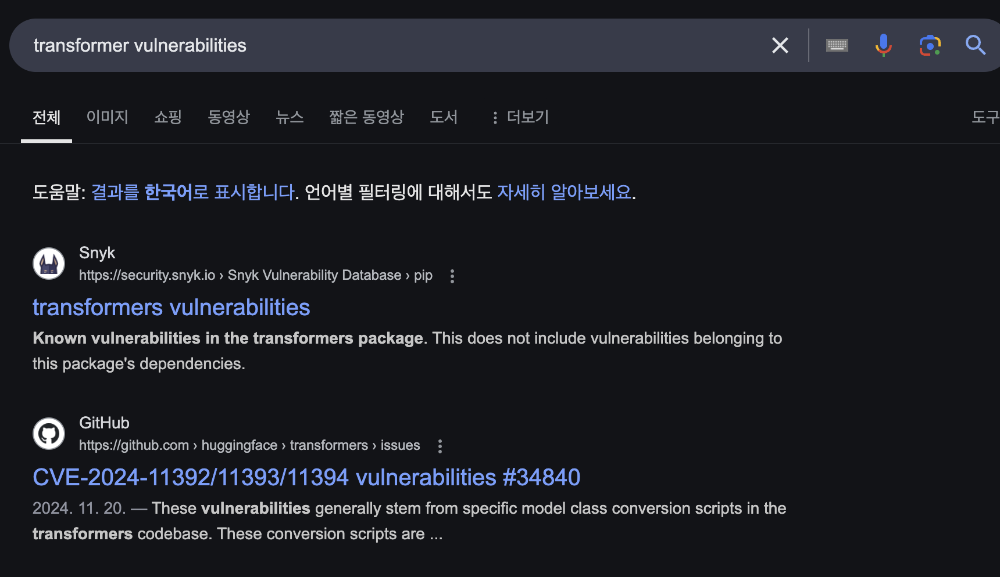 transformer vulnerabilities
전체 이미지 쇼핑 동영상 뉴스 짧은 동영상 도서 더보기 도구
도움말: 결과를 한국어로 표시합니다. 언어별 필터링에 대해서도 자세히 알아보세요.
Snyk
https://security.snyk.io › Snyk Vulnerability Database › pip
transformers vulnerabilities
Known vulnerabilities in the transformers package. This does not include vulnerabilities belonging to
this package's dependencies.
GitHub
https://github.com › huggingface › transformers › issues
CVE-2024-11392/11393/11394 vulnerabilities #34840
2024. 11. 20. — These vulnerabilities generally stem from specific model class conversion scripts in the
transformers codebase. These conversion scripts are ...